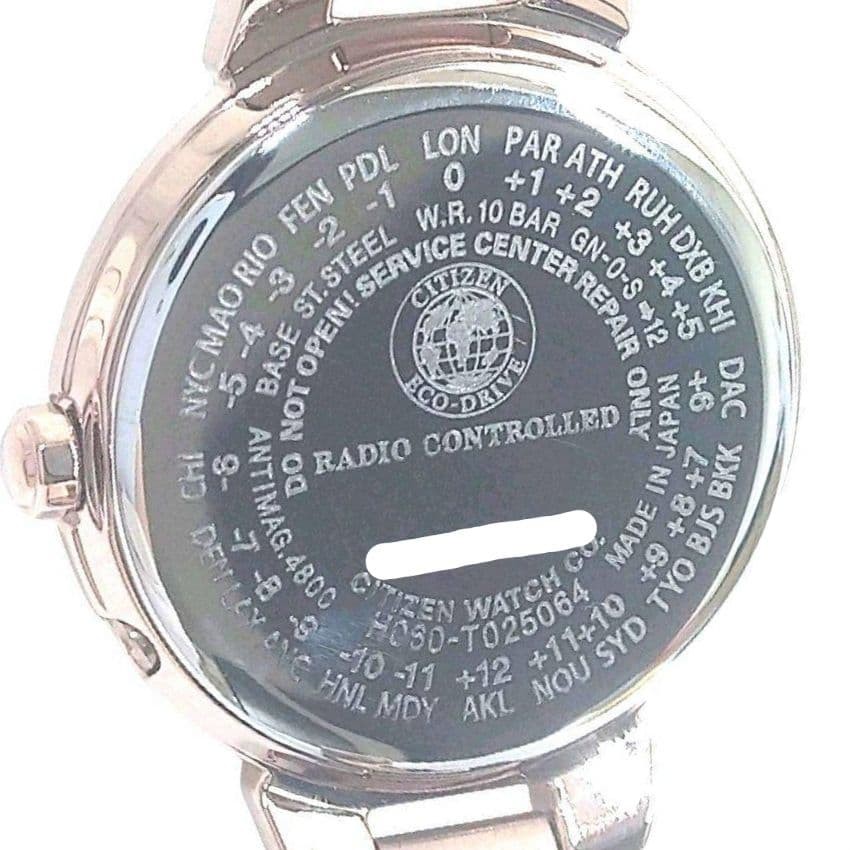 LON PAR ATH RUH DXB KHI DAC BKK BJS TYO SYD NOU AKL MDY HNL ANC LAX DEN CHI NYC MAO RIO FEN PDL
0 +1 +2 +3 +4 +5 +6 +7 +8 +9 +10 +11 +12 -11 -10 -9 -8 -7 -6 -5 -4 -3 -2 -1
BASE ST.STEEL W.R.10 BAR GN-0-S➡12
MADE IN JAPAN
ANTIMAG.4800
H060-T025064
DO NOT OPEN! SERVICE CENTER REPAIR ONLY
CITIZEN
ECO-DRIVE
RADIO CONTROLLED
CITIZEN WATCH CO.